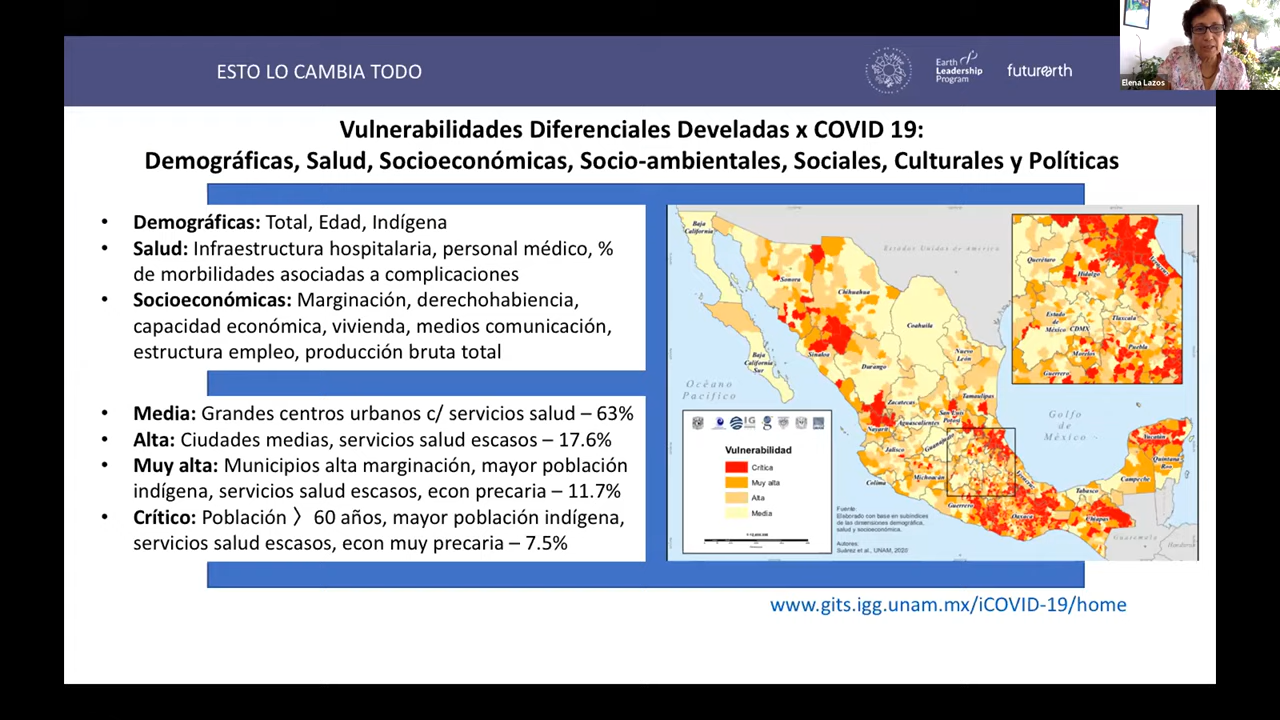 ESTO LO CAMBIA TODO
Earth
Leadership
Program
futurerth
Elena Lazos
Vulnerabilidades Diferenciales Develadas x COVID 19:
Demográficas, Salud, Socioeconómicas, Socio-ambientales, Sociales, Culturales y Políticas
• Demográficas: Total, Edad, Indígena
• Salud: Infraestructura hospitalaria, personal médico, %
de morbilidades asociadas a complicaciones
• Socioeconómicas: Marginación, derechohabiencia,
capacidad económica, vivienda, medios comunicación,
estructura empleo, producción bruta total
• Media: Grandes centros urbanos c/ servicios salud – 63%
• Alta: Ciudades medias, servicios salud escasos – 17.6%
• Muy alta: Municipios alta marginación, mayor población
indígena, servicios salud escasos, econ precaria – 11.7%
• Crítico: Población 〉 60 años, mayor población indígena,
servicios salud escasos, econ muy precaria – 7.5%
Baja
California
Sonora
Chihuahua
Estados Unidos de América
Coahuila
Baja
California
Sur
Sinaloa
Durango
Nuevo
León
Océano
Pacífico
Zacatecas
Tamaulipas
San Luis
Potosí
Nayarit
Aguascalientes
Guanajuato
Jalisco
Colima
Michoacán
Guerrero
Oaxaca
Veracruz
Tabasco
Chiapas
Campeche
Yucatán
Quintana
Roo
Golfo
de
México
Guatemala
Honduras
Querétaro
Hidalgo
Veracruz
Estado
de
México
CDMX
Tlaxcala
Morelos
Puebla
Guerrero
IG
Vulnerabilidad
Crítica
Muy alta
Alta
Media
Fuente:
Elaborado con base en subíndices
de las dimensiones demográfica,
salud y socioeconómica.
Autores:
Suárez et al., UNAM, 2020
www.gits.igg.unam.mx/iCOVID-19/home